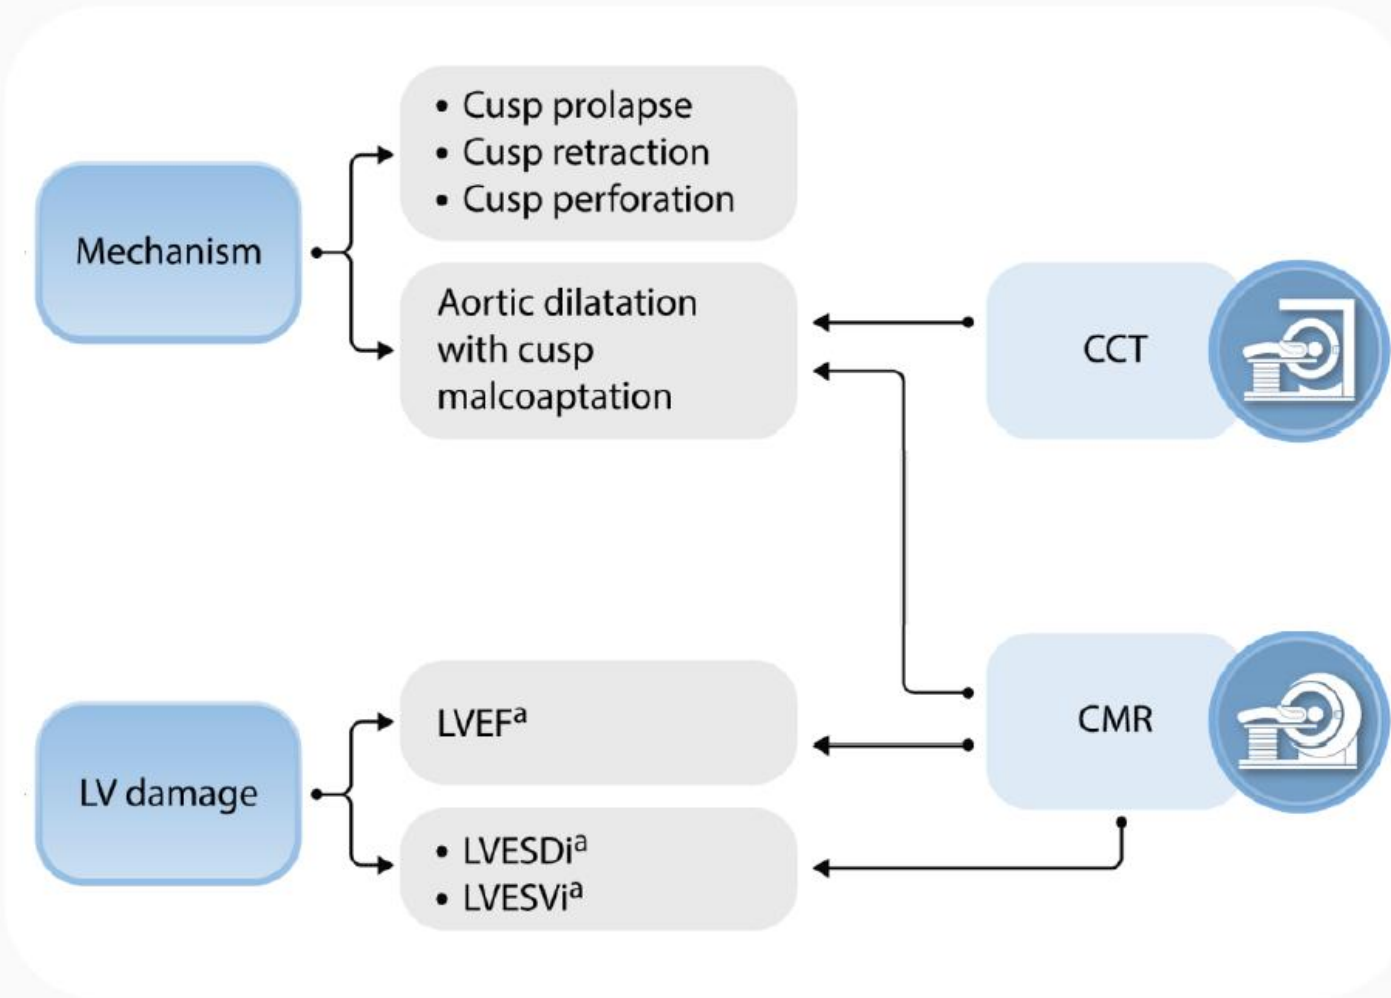 Mechanism
• Cusp prolapse
• Cusp retraction
• Cusp perforation
Aortic dilatation
with cusp
malcoaptation
CCT
LV damage
LVEFᵃ
• LVESDiᵃ
• LVESViᵃ
CMR